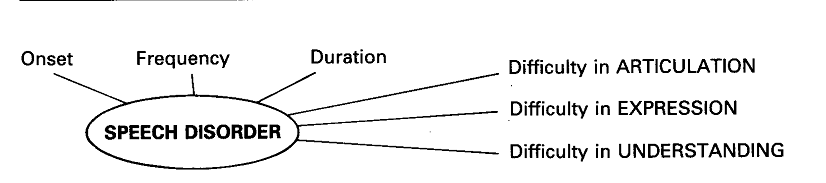 Onset Frequency Duration
Difficulty in ARTICULATION
Difficulty in EXPRESSION
SPEECH DISORDER
Difficulty in UNDERSTANDING